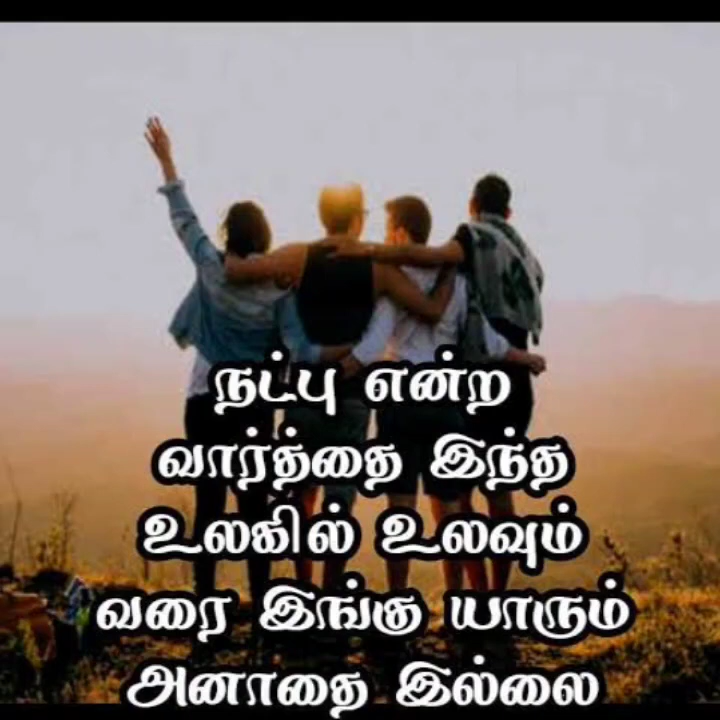 நட்பு என்ற
வார்த்தை இந்த
உலகில் உலவும்
வரை இங்கு யாரும்
அனாதை இல்லை